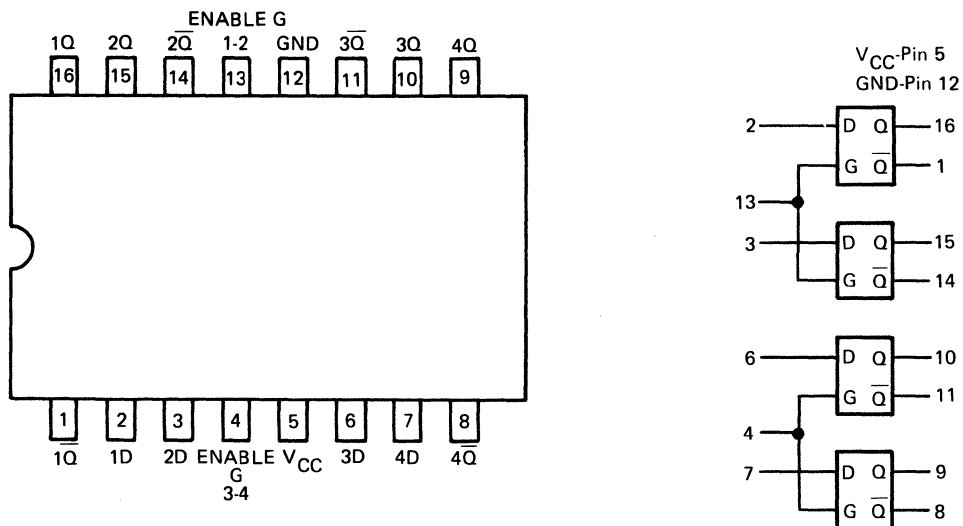 ENABLE G
1Q 2Q 2Q̅ 1-2 GND 3Q̅ 3Q 4Q
16 15 14 13 12 11 10 9
1 2 3 4 5 6 7 8
1Q̅ 1D 2D ENABLE VCC 3D 4D 4Q̅
G
3-4
VCC-Pin 5
GND-Pin 12
2 D Q 16
G Q̅ 1
13
3 D Q 15
G Q̅ 14
6 D Q 10
G Q̅ 11
4
7 D Q 9
G Q̅ 8